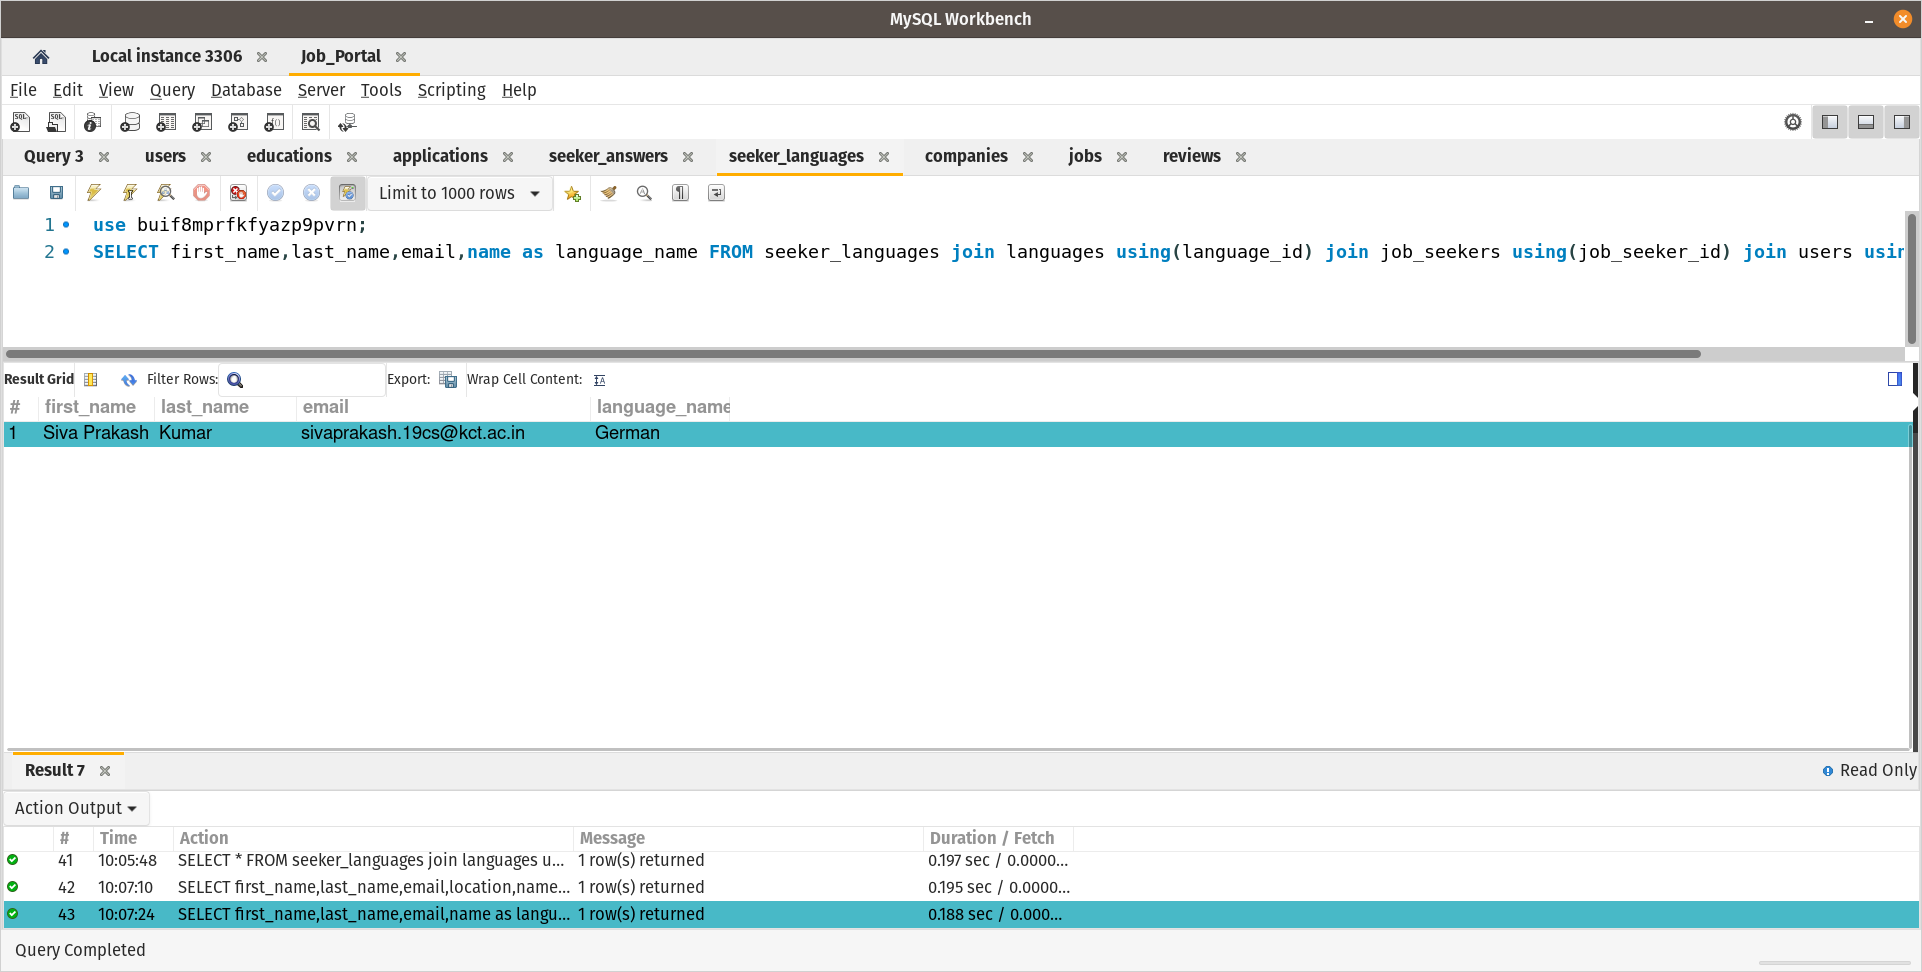 MySQL Workbench
Local instance 3306 Job_Portal
File Edit View Query Database Server Tools Scripting Help
Query 3 users educations applications seeker_answers seeker_languages companies jobs reviews
Limit to 1000 rows
1 use buif8mprfkfyazp9pvrn;
2 SELECT first_name,last_name,email,name as language_name FROM seeker_languages join languages using(language_id) join job_seekers using(job_seeker_id) join users usin
Result Grid Filter Rows: Export: Wrap Cell Content:
# first_name last_name email language_name
1 Siva Prakash Kumar sivaprakash.19cs@kct.ac.in German
Result 7 Read Only
Action Output
# Time Action Message Duration / Fetch
41 10:05:48 SELECT * FROM seeker_languages join languages u... 1 row(s) returned 0.197 sec / 0.0000...
42 10:07:10 SELECT first_name,last_name,email,location,name... 1 row(s) returned 0.195 sec / 0.0000...
43 10:07:24 SELECT first_name,last_name,email,name as langu... 1 row(s) returned 0.188 sec / 0.000...
Query Completed